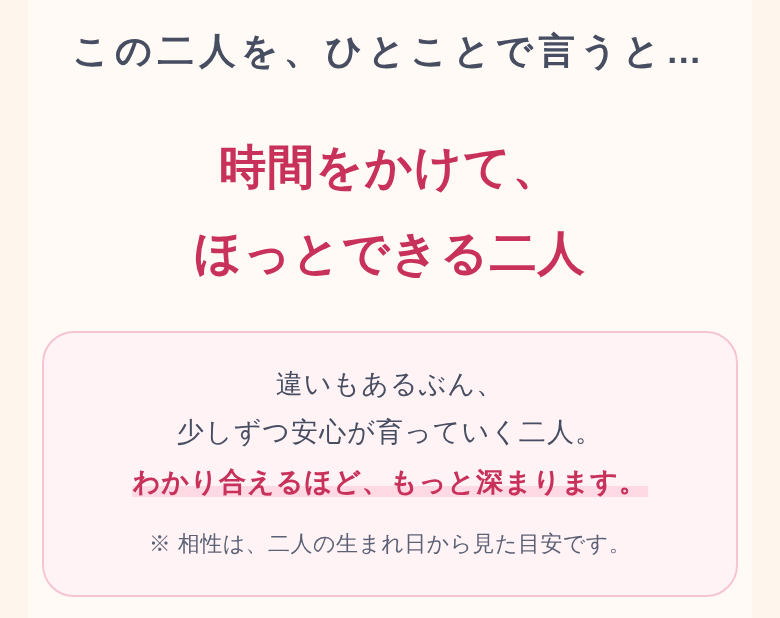 この二人を、ひとことで言うと…
時間をかけて、
ほっとできる二人
違いもあるぶん、
少しずつ安心が育っていく二人。
わかり合えるほど、もっと深まります。
※ 相性は、二人の生まれ日から見た目安です。